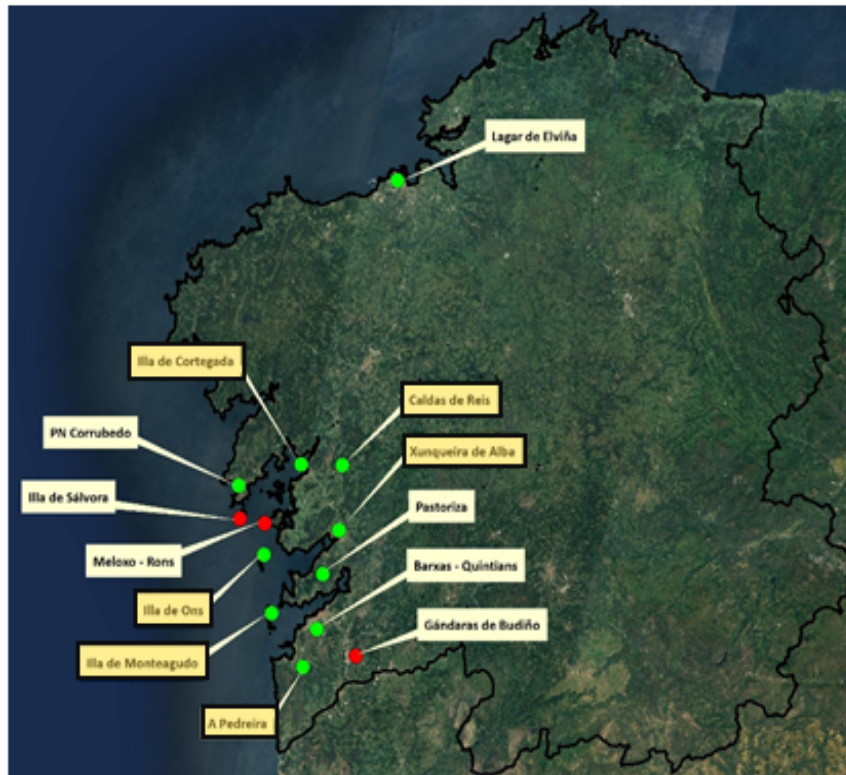 Lagar de Elviña
Illa de Cortegada
Caldas de Reis
PN Corrubedo
Xunqueira de Alba
Illa de Sálvora
Pastoriza
Meloxo - Rons
Barxas - Quintians
Illa de Ons
Gándaras de Budiño
Illa de Monteagudo
A Pedreira